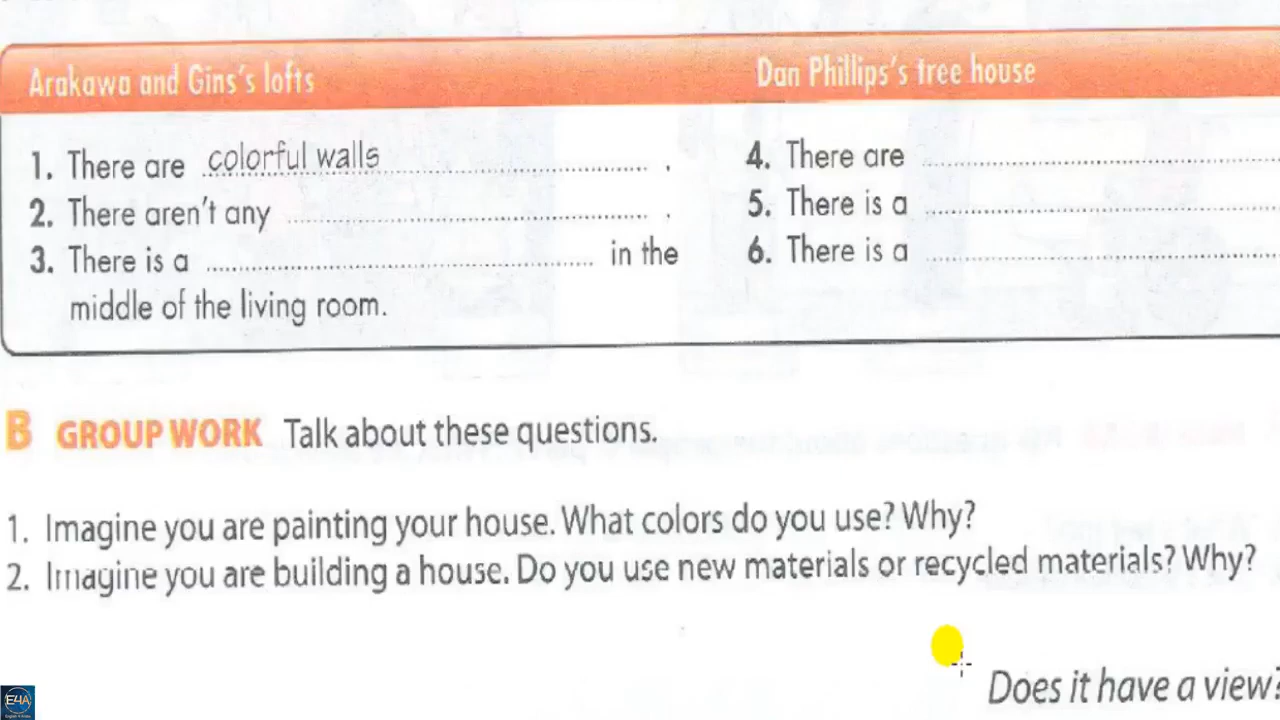 Arakawa and Gins's lofts
Dan Phillips's tree house
1. There are colorful walls .
2. There aren't any .
3. There is a in the
middle of the living room.
4. There are
5. There is a
6. There is a
B GROUP WORK Talk about these questions.
1. Imagine you are painting your house. What colors do you use? Why?
2. Imagine you are building a house. Do you use new materials or recycled materials? Why?
Does it have a view?
E4A